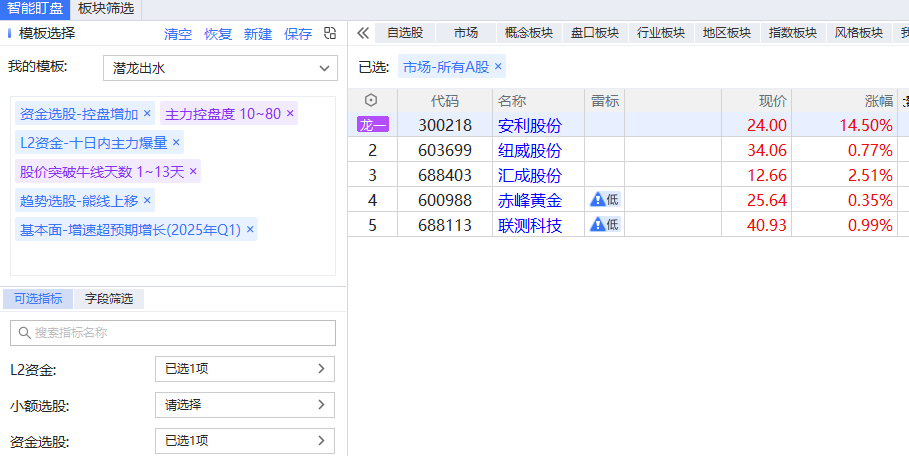 智能盯盘 板块筛选
模板选择 清空 恢复 新建 保存
我的模板: 潜龙出水
资金选股-控盘增加 × 主力控盘度 10~80 ×
L2资金-十日内主力爆量 ×
股价突破牛线天数 1~13天 ×
趋势选股-熊线上移 ×
基本面-增速超预期增长(2025年Q1) ×
可选指标 字段筛选
搜索指标名称
L2资金: 已选1项
小额选股: 请选择
资金选股: 已选1项
自选股 市场 概念板块 盘口板块 行业板块 地区板块 指数板块 风格板块
已选: 市场-所有A股 ×
代码 名称 雷标 现价 涨幅
龙一 300218 安利股份 24.00 14.50%
2 603699 纽威股份 34.06 0.77%
3 688403 汇成股份 12.66 2.51%
4 600988 赤峰黄金 低 25.64 0.35%
5 688113 联测科技 低 40.93 0.99%